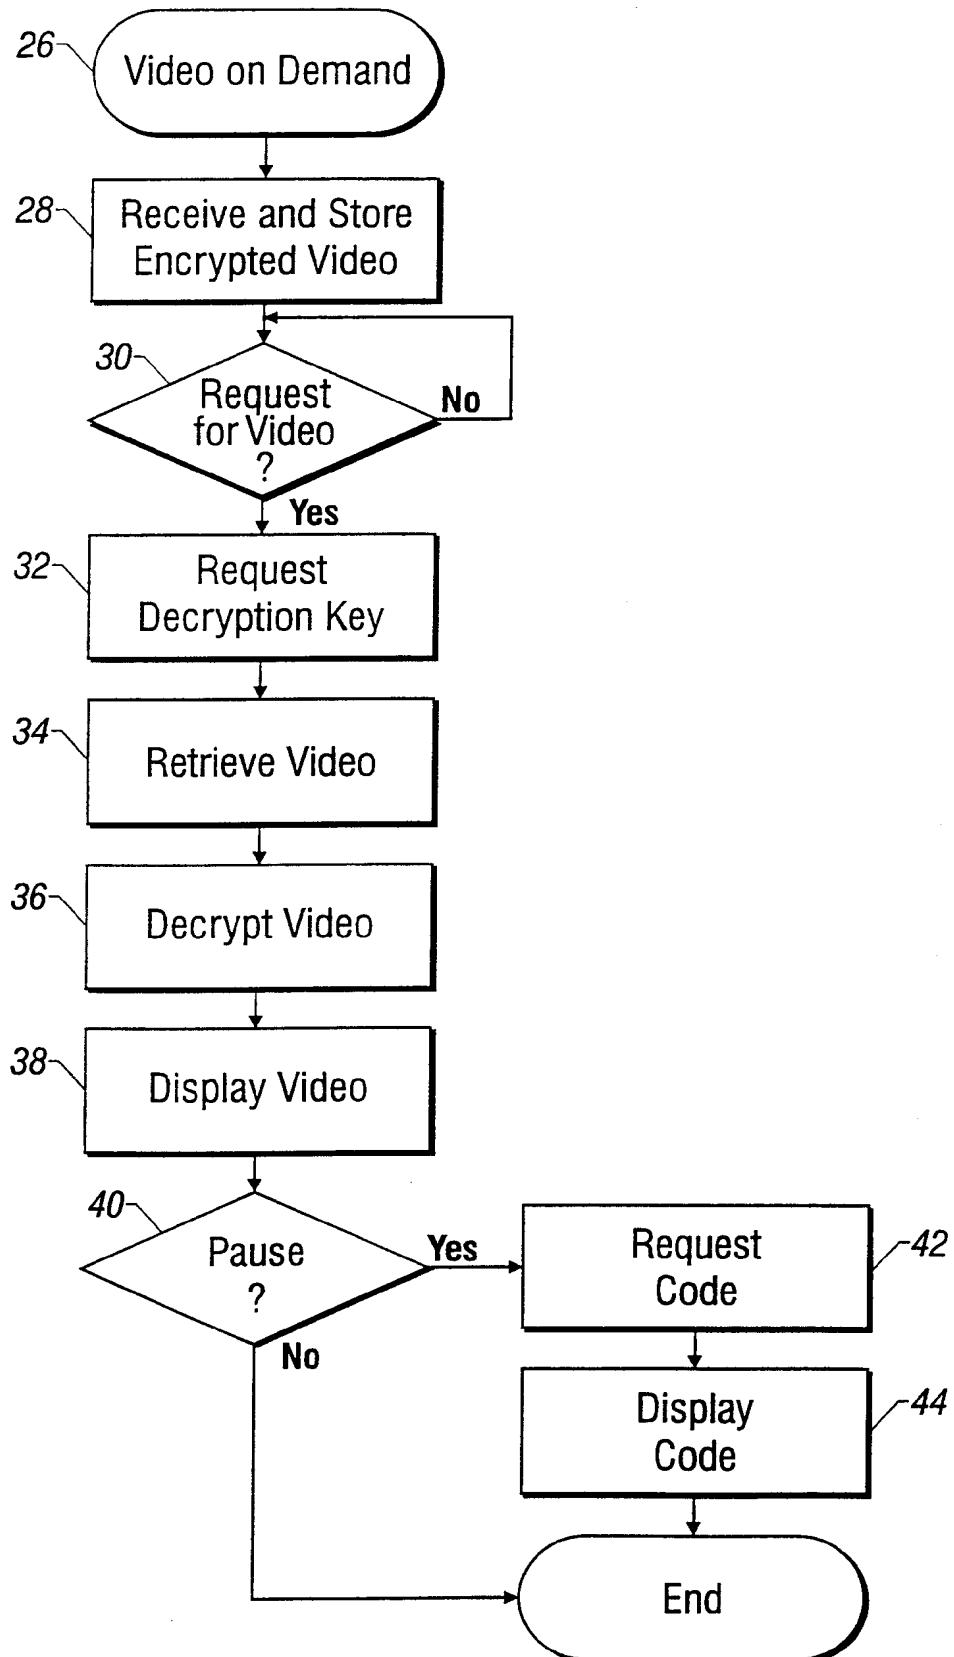 26
Video on Demand
28
Receive and Store
Encrypted Video
30
Request
for Video
?
No
Yes
32
Request
Decryption Key
34
Retrieve Video
36
Decrypt Video
38
Display Video
40
Pause
?
Yes
No
Request
Code
42
Display
Code
44
End